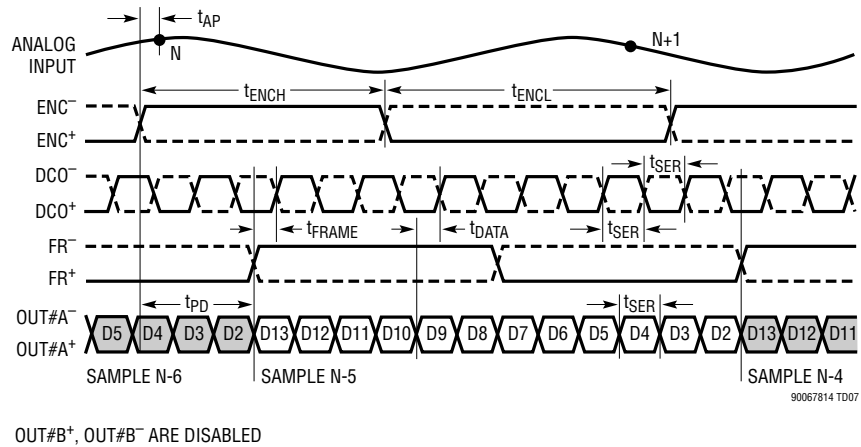 tAP
ANALOG
INPUT
N
N+1
tENCH
tENCL
ENC–
ENC+
DCO–
DCO+
tSER
tFRAME
tDATA
tSER
FR–
FR+
tPD
tSER
OUT#A–
OUT#A+
D5 D4 D3 D2 D13 D12 D11 D10 D9 D8 D7 D6 D5 D4 D3 D2 D13 D12 D11
SAMPLE N-6 SAMPLE N-5 SAMPLE N-4
90067814 TD07
OUT#B+, OUT#B– ARE DISABLED